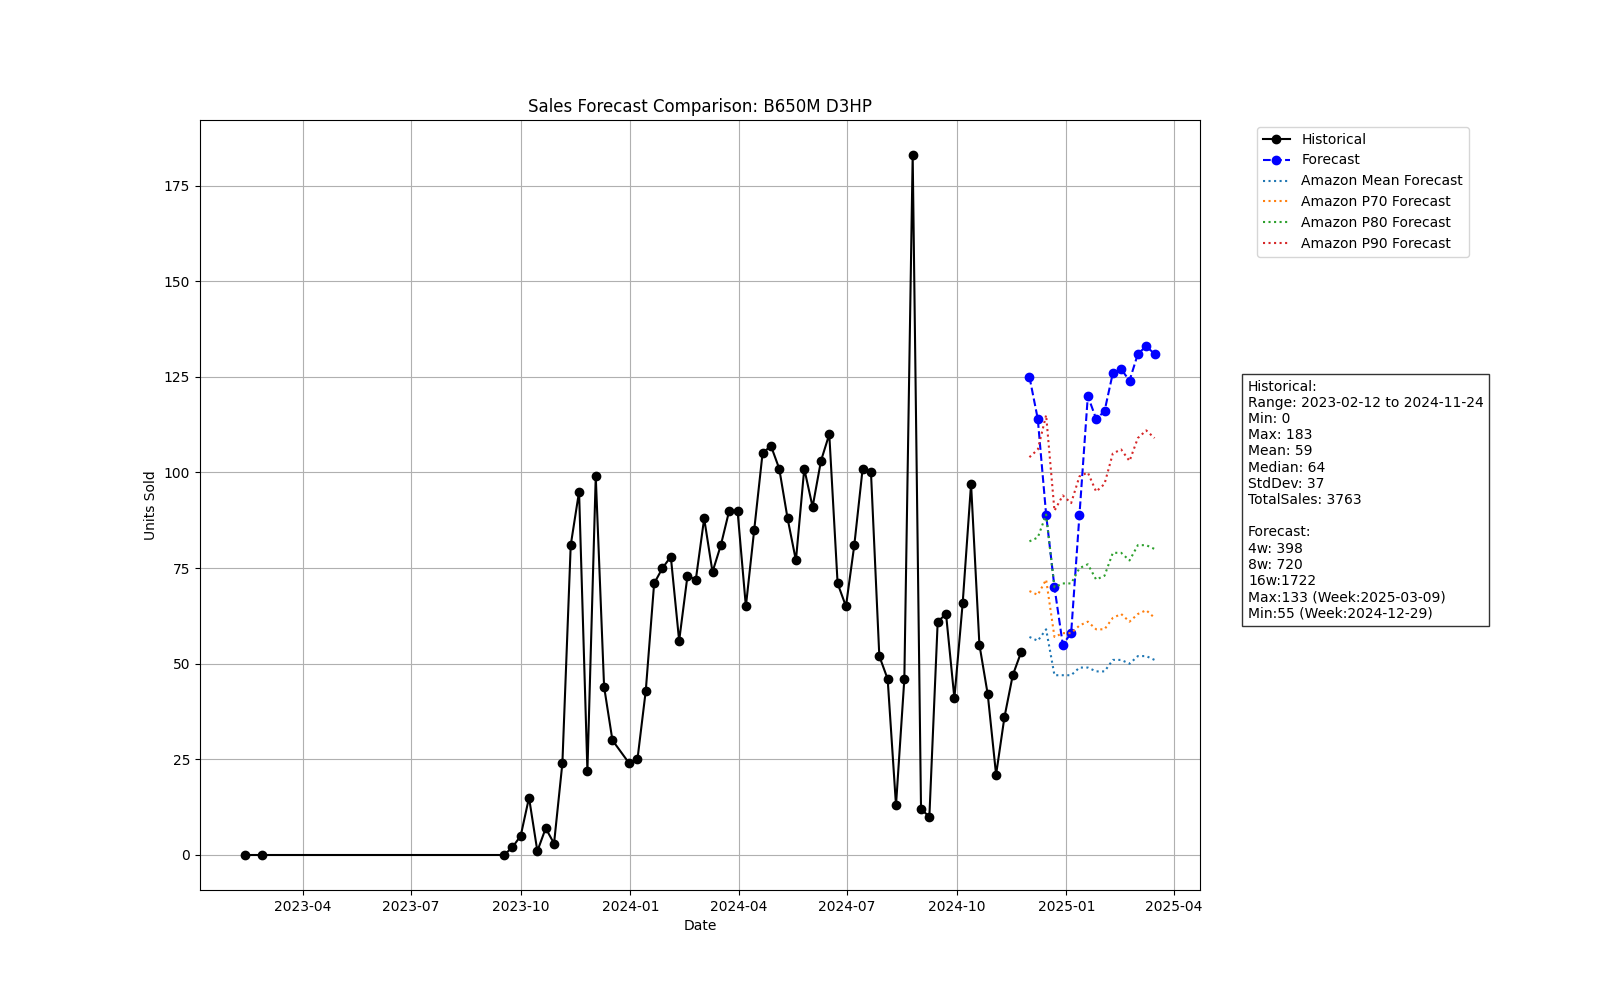 Sales Forecast Comparison: B650M D3HP
Units Sold
175
150
125
100
75
50
25
0
2023-04
2023-07
2023-10
2024-01
2024-04
2024-07
2024-10
2025-01
2025-04
Date
Historical
Forecast
Amazon Mean Forecast
Amazon P70 Forecast
Amazon P80 Forecast
Amazon P90 Forecast
Historical:
Range: 2023-02-12 to 2024-11-24
Min: 0
Max: 183
Mean: 59
Median: 64
StdDev: 37
TotalSales: 3763
Forecast:
4w: 398
8w: 720
16w:1722
Max:133 (Week:2025-03-09)
Min:55 (Week:2024-12-29)